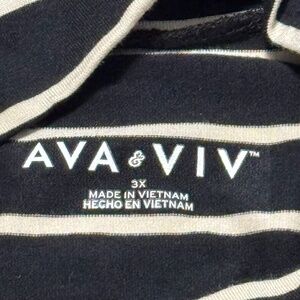 AVA & VIV™
3X
MADE IN VIETNAM
HECHO EN VIETNAM